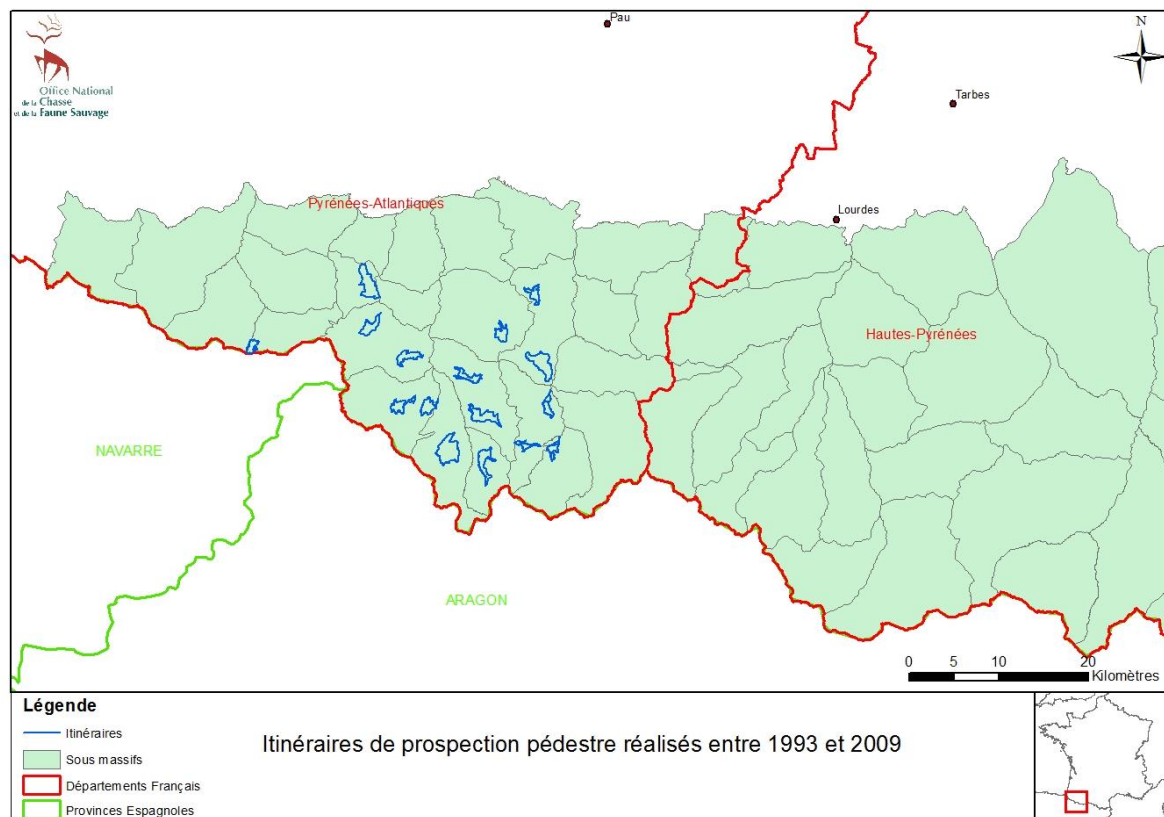 Pau
N
Office National
de la Chasse
et de la Faune Sauvage
Tarbes
Pyrénées-Atlantiques
Lourdes
Hautes-Pyrénées
NAVARRE
ARAGON
0 5 10 20
Kilomètres
Légende
Itinéraires
Sous massifs
Départements Français
Provinces Espagnoles
Itinéraires de prospection pédestre réalisés entre 1993 et 2009